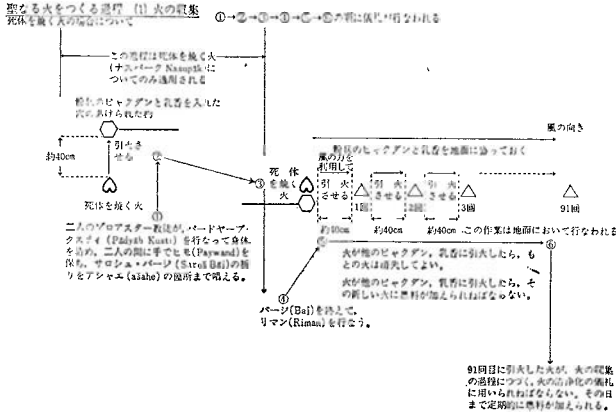 聖なる火をつくる過程 (1) 火の収集
死体を焼く火の場合について
①→②→③→④→⑤→⑥の順に儀礼が行なわれる
この過程は死体を焼く火
(ナスパーク Nasupāk)に
ついてのみ適用される
粉状のビャクダンと乳香を入れた
穴のあけられた杓
約40cm
引火さ
せる
死体を焼く火
①
②
③
死体
を焼く
火
風の向き
粉状のビャクダンと乳香を地面に盛っておく
風の力を
利用して
引火
させる
引火
させる
引火
させる
1回
2回
3回
91回
約40cm
約40cm
約40cm
この作業は地面において行なわれる
二人のゾロアスター教徒が、パードヤーブ・
クスティ(Pādyāb Kusti)を行なって身体
を清め、二人の間に手でヒモ(Paywand)を
保ち、サロシュ・バージ(Saroš Bāj)の祈
りをアシャエ(ašahe)の箇所まで唱える。
④
バージ(Bāj)を終えて、
リマン(Riman)を行なう。
⑤
火が他のビャクダン、乳香に引火したら、も
との火は消失してよい。
火が他のビャクダン、乳香に引火したら、そ
の新しい火に燃料が加えられねばならない。
⑥
91回目に引火した火が、火の収集
の過程につづく、火の清浄化の儀礼
に用いられねばならない。その日
まで定期的に燃料が加えられる。